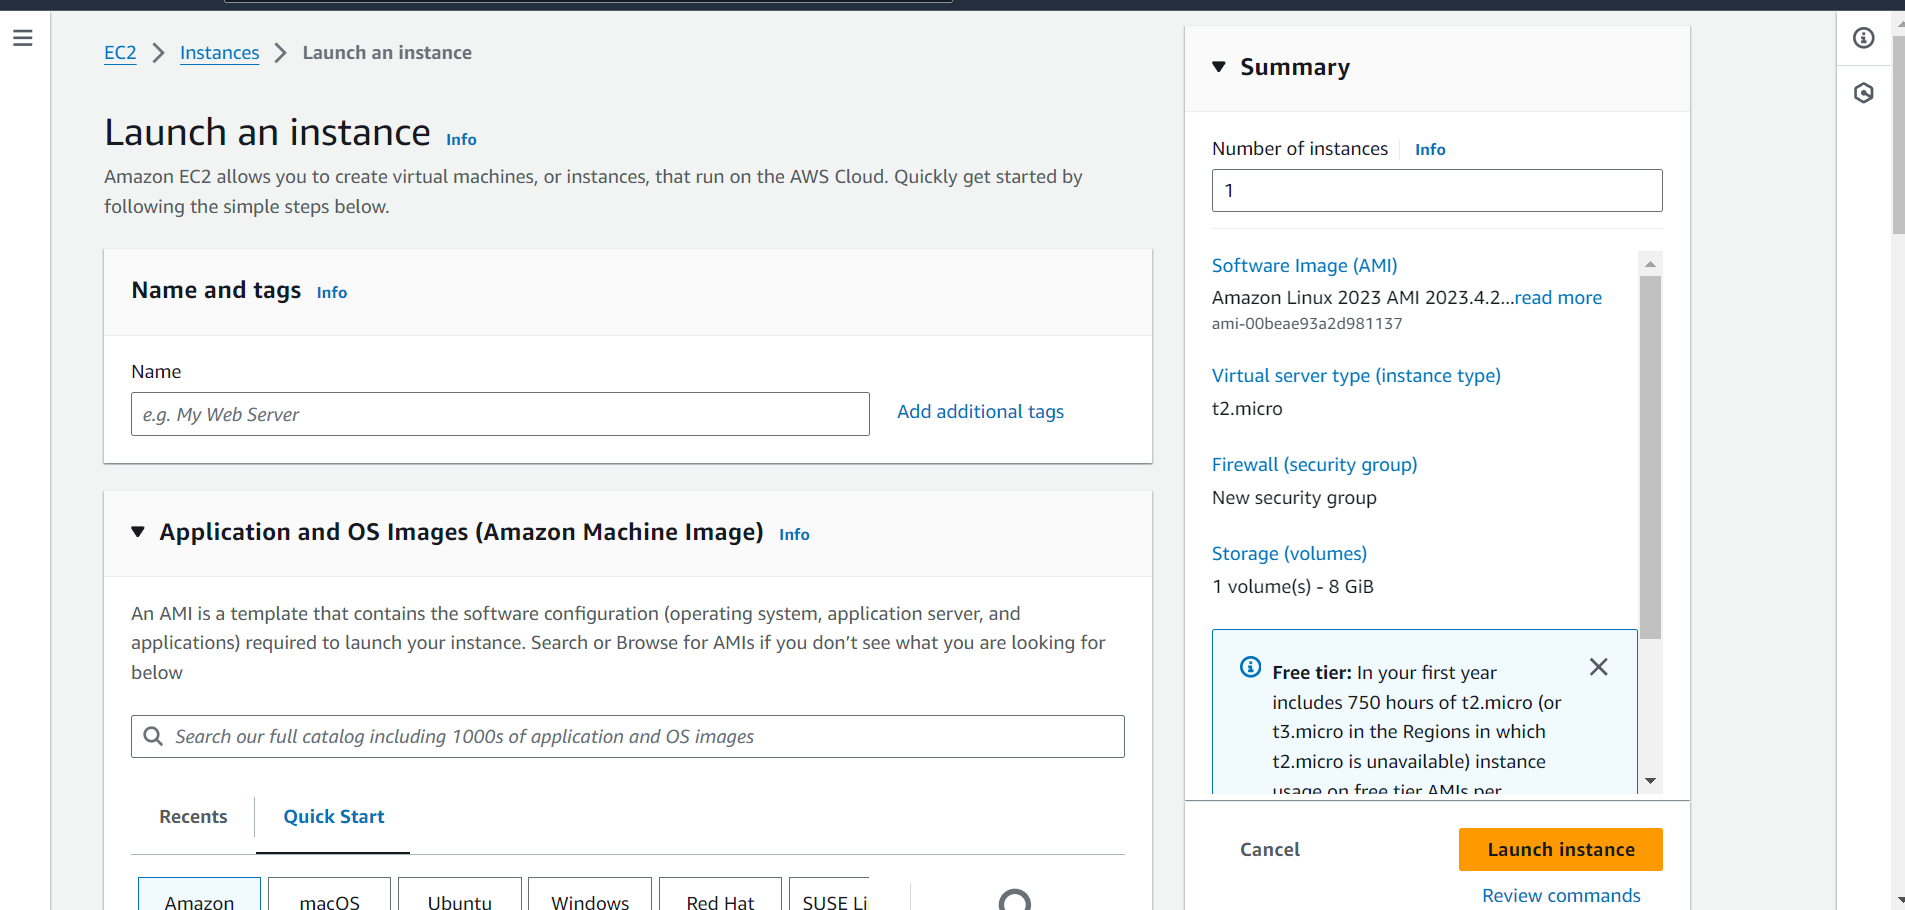 EC2 Instances Launch an instance
Launch an instance Info
Amazon EC2 allows you to create virtual machines, or instances, that run on the AWS Cloud. Quickly get started by
following the simple steps below.
Name and tags Info
Name
e.g. My Web Server
Add additional tags
Application and OS Images (Amazon Machine Image) Info
An AMI is a template that contains the software configuration (operating system, application server, and
applications) required to launch your instance. Search or Browse for AMIs if you don’t see what you are looking for
below
Search our full catalog including 1000s of application and OS images
Recents Quick Start
Amazon macOS Ubuntu Windows Red Hat SUSE Li
Summary
Number of instances Info
1
Software Image (AMI)
Amazon Linux 2023 AMI 2023.4.2...read more
ami-00beae93a2d981137
Virtual server type (instance type)
t2.micro
Firewall (security group)
New security group
Storage (volumes)
1 volume(s) - 8 GiB
Free tier: In your first year
includes 750 hours of t2.micro (or
t3.micro in the Regions in which
t2.micro is unavailable) instance
usage on free tier AMIs per
Cancel Launch instance
Review commands